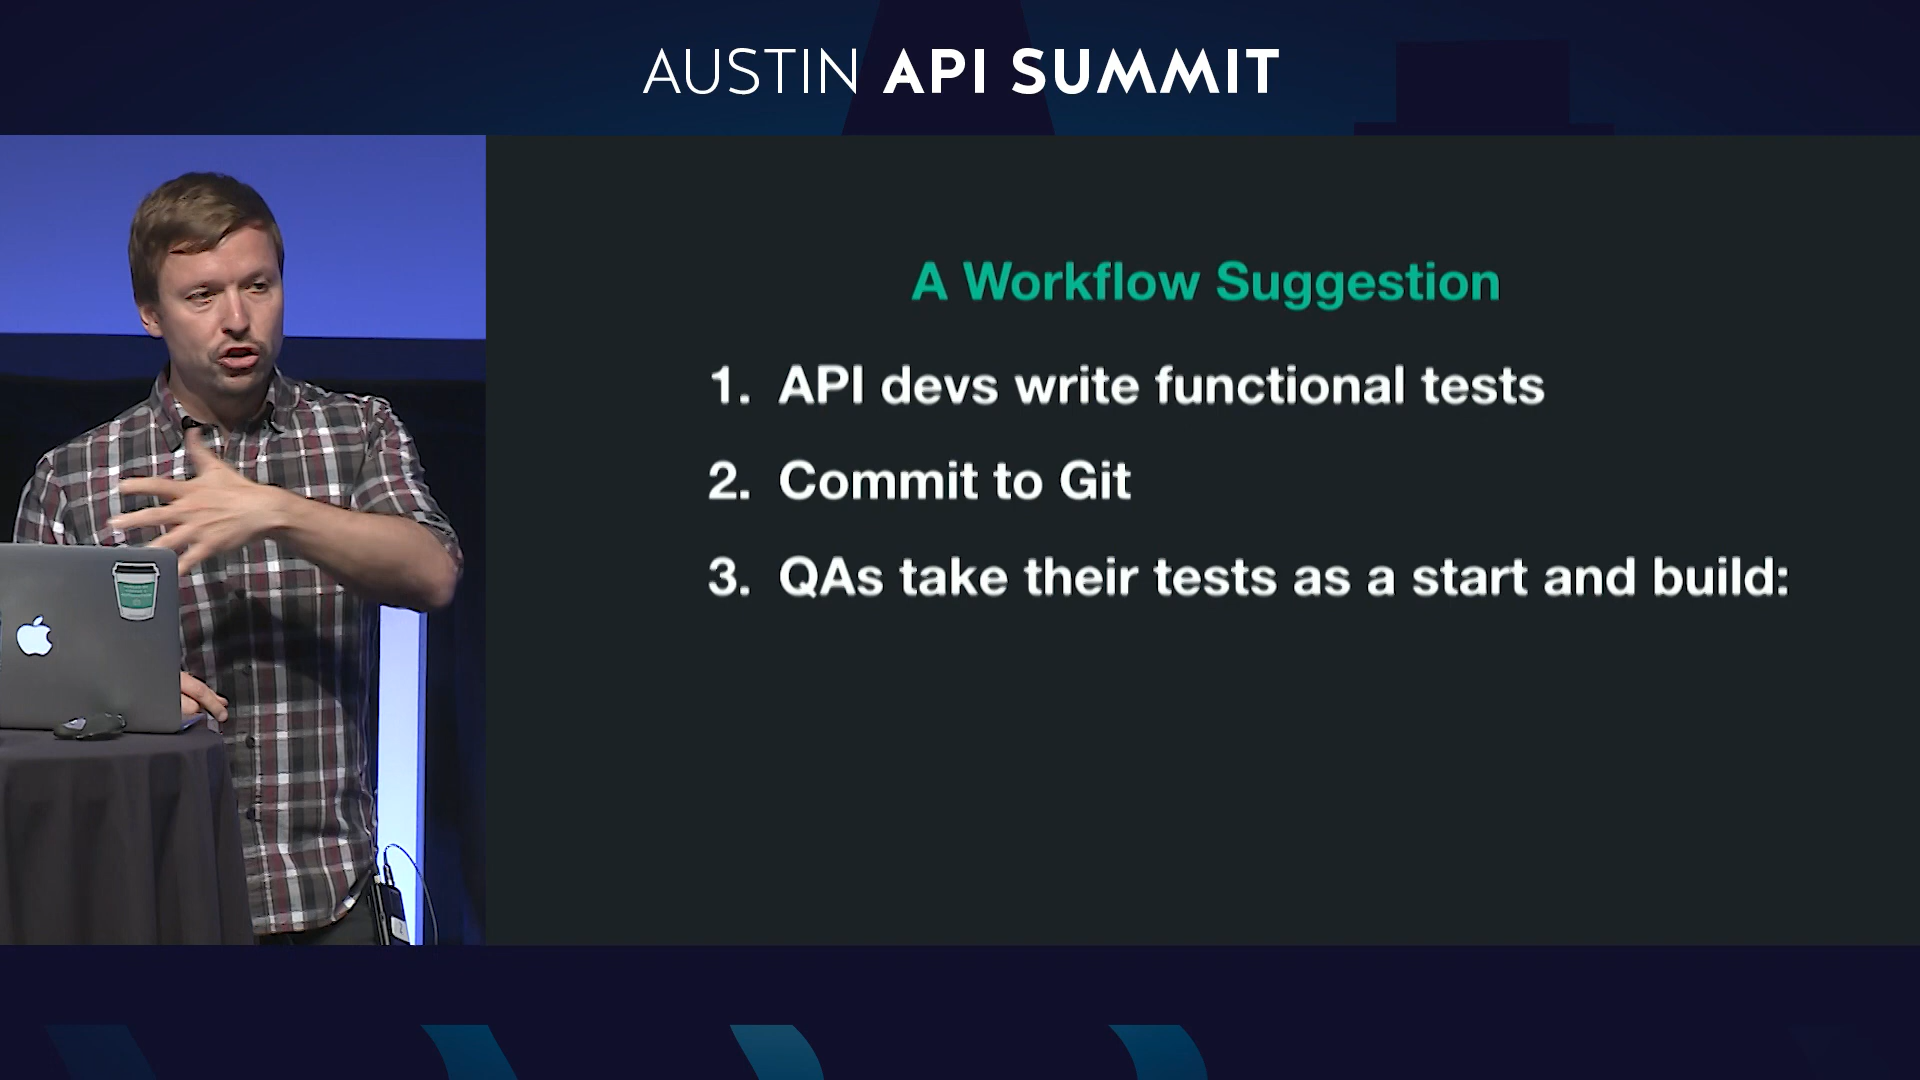 AUSTIN API SUMMIT
A Workflow Suggestion
1. API devs write functional tests
2. Commit to Git
3. QAs take their tests as a start and build: